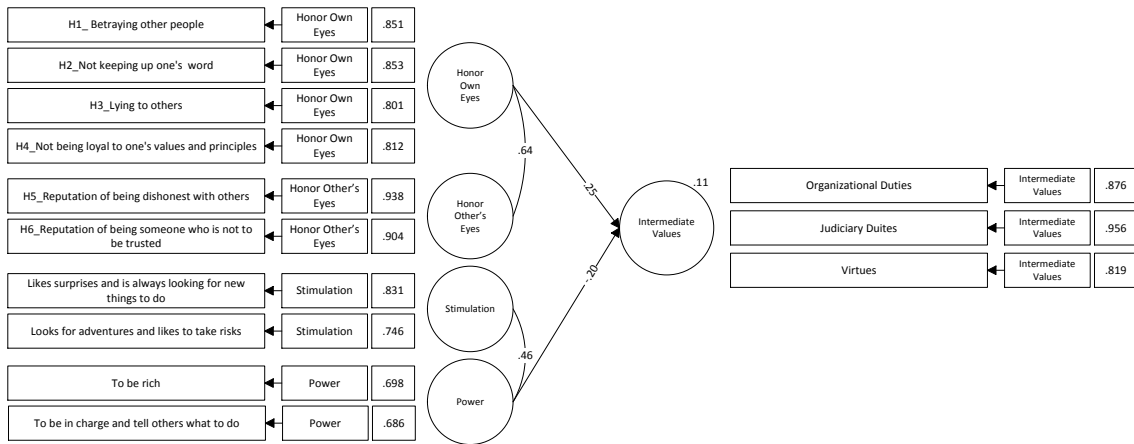 H1_ Betraying other people
Honor Own
Eyes
.851
H2_Not keeping up one's word
Honor Own
Eyes
.853
H3_Lying to others
Honor Own
Eyes
.801
H4_Not being loyal to one's values and principles
Honor Own
Eyes
.812
H5_Reputation of being dishonest with others
Honor Other's
Eyes
.938
H6_Reputation of being someone who is not to
be trusted
Honor Other's
Eyes
.904
Likes surprises and is always looking for new
things to do
Stimulation
.831
Looks for adventures and likes to take risks
Stimulation
.746
To be rich
Power
.698
To be in charge and tell others what to do
Power
.686
Honor
Own
Eyes
.64
Honor
Other's
Eyes
Stimulation
.46
Power
.25
-.20
Intermediate
Values
.11
Organizational Duties
Intermediate
Values
.876
Judiciary Duites
Intermediate
Values
.956
Virtues
Intermediate
Values
.819